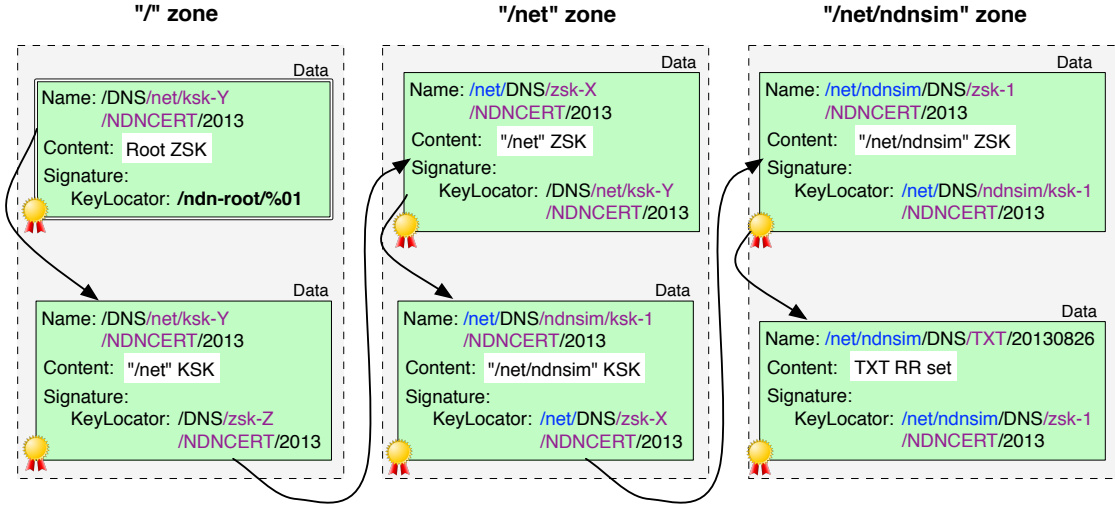 "/" zone
Data
Name: /DNS/net/ksk-Y
/NDNCERT/2013
Content: Root ZSK
Signature:
KeyLocator: /ndn-root/%01
Data
Name: /DNS/net/ksk-Y
/NDNCERT/2013
Content: "/net" KSK
Signature:
KeyLocator: /DNS/zsk-Z
/NDNCERT/2013
"/net" zone
Data
Name: /net/DNS/zsk-X
/NDNCERT/2013
Content: "/net" ZSK
Signature:
KeyLocator: /DNS/net/ksk-Y
/NDNCERT/2013
Data
Name: /net/DNS/ndnsim/ksk-1
/NDNCERT/2013
Content: "/net/ndnsim" KSK
Signature:
KeyLocator: /net/DNS/zsk-X
/NDNCERT/2013
"/net/ndnsim" zone
Data
Name: /net/ndnsim/DNS/zsk-1
/NDNCERT/2013
Content: "/net/ndnsim" ZSK
Signature:
KeyLocator: /net/DNS/ndnsim/ksk-1
/NDNCERT/2013
Data
Name: /net/ndnsim/DNS/TXT/20130826
Content: TXT RR set
Signature:
KeyLocator: /net/ndnsim/DNS/zsk-1
/NDNCERT/2013